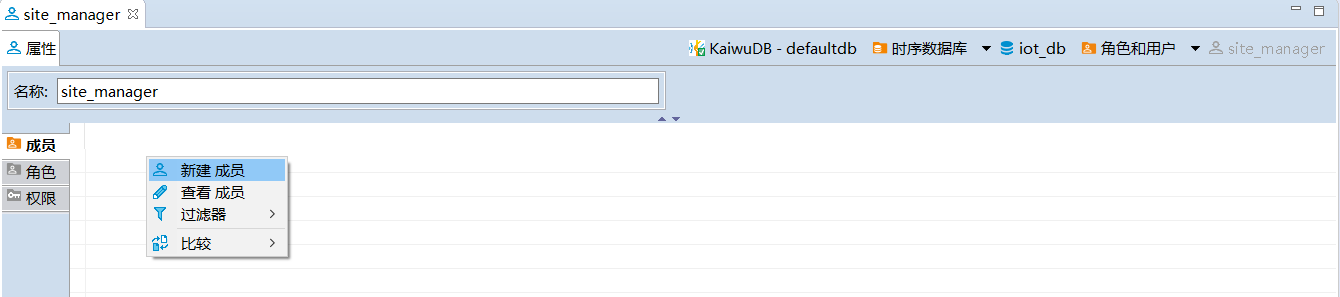 site_manager
属性
KaiwuDB - defaultdb 时序数据库 iot_db 角色和用户 site_manager
名称: site_manager
成员
角色
权限
新建 成员
查看 成员
过滤器
比较